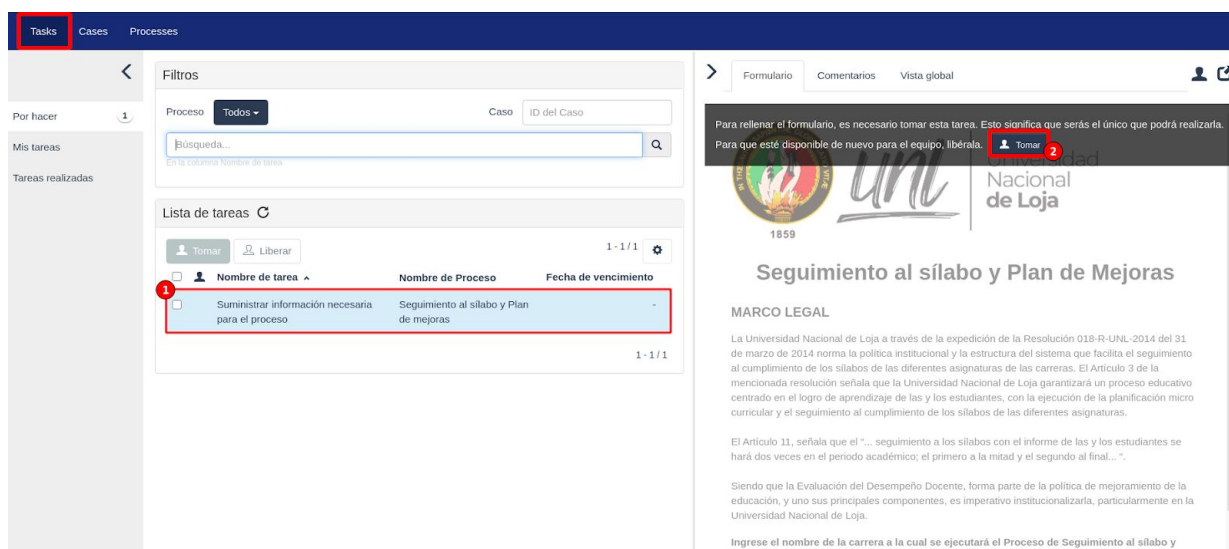 Tasks Cases Processes
Por hacer 1
Mis tareas
Tareas realizadas
Filtros
Proceso Todos Caso ID del Caso
Búsqueda...
En la columna Nombre de tarea
Lista de tareas
Tomar Liberar 1 - 1 / 1
Nombre de tarea Nombre de Proceso Fecha de vencimiento
1
Suministrar información necesaria Seguimiento al sílabo y Plan -
para el proceso de mejoras
1 - 1 / 1
Formulario Comentarios Vista global
Para rellenar el formulario, es necesario tomar esta tarea. Esto significa que serás el único que podrá realizarla.
Para que esté disponible de nuevo para el equipo, libérala. Tomar 2
unl
Universidad
Nacional
de Loja
1859
Seguimiento al sílabo y Plan de Mejoras
MARCO LEGAL
La Universidad Nacional de Loja a través de la expedición de la Resolución 018-R-UNL-2014 del 31
de marzo de 2014 norma la política institucional y la estructura del sistema que facilita el seguimiento
al cumplimiento de los sílabos de las diferentes asignaturas de las carreras. El Artículo 3 de la
mencionada resolución señala que la Universidad Nacional de Loja garantizará un proceso educativo
centrado en el logro de aprendizaje de las y los estudiantes, con la ejecución de la planificación micro
curricular y el seguimiento al cumplimiento de los sílabos de las diferentes asignaturas.
El Artículo 11, señala que el "... seguimiento a los sílabos con el informe de las y los estudiantes se
hará dos veces en el periodo académico; el primero a la mitad y el segundo al final... ".
Siendo que la Evaluación del Desempeño Docente, forma parte de la política de mejoramiento de la
educación, y uno sus principales componentes, es imperativo institucionalizarla, particularmente en la
Universidad Nacional de Loja.
Ingrese el nombre de la carrera a la cual se ejecutará el Proceso de Seguimiento al sílabo y